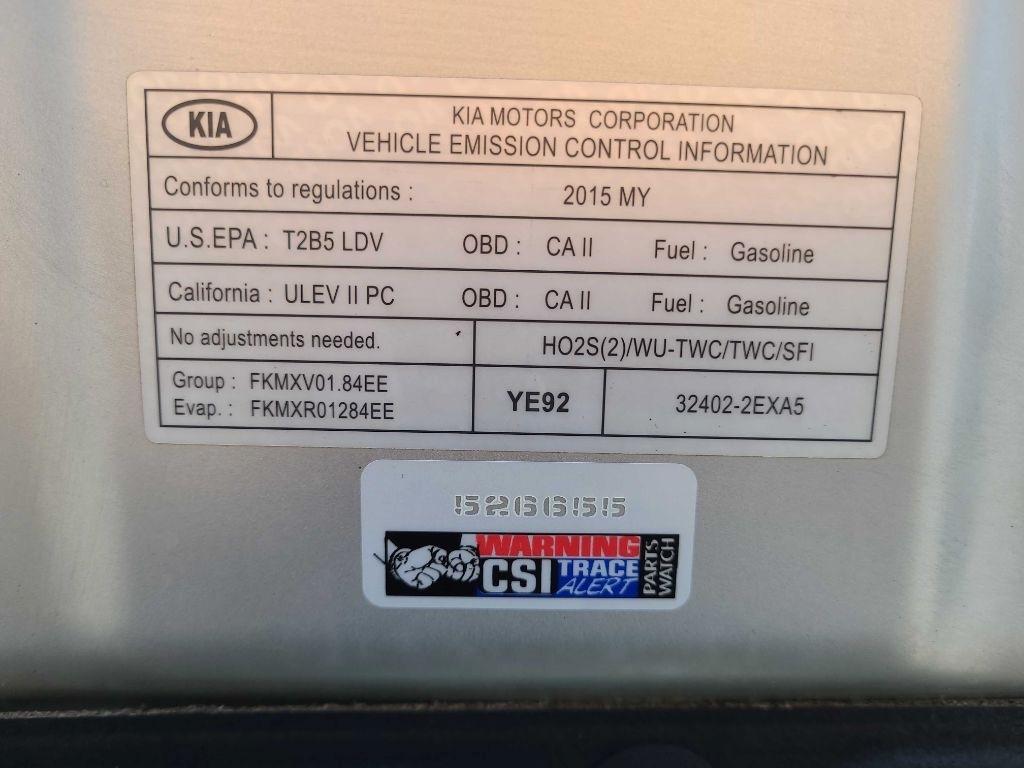 KIA
KIA MOTORS CORPORATION
VEHICLE EMISSION CONTROL INFORMATION
Conforms to regulations : 2015 MY
U.S.EPA : T2B5 LDV OBD : CA II Fuel : Gasoline
California : ULEV II PC OBD : CA II Fuel : Gasoline
No adjustments needed. HO2S(2)/WU-TWC/TWC/SFI
Group : FKMXV01.84EE
Evap. : FKMXR01284EE
YE92
32402-2EXA5
526655
WARNING
CSI TRACE
ALERT
PARTS
WATCH